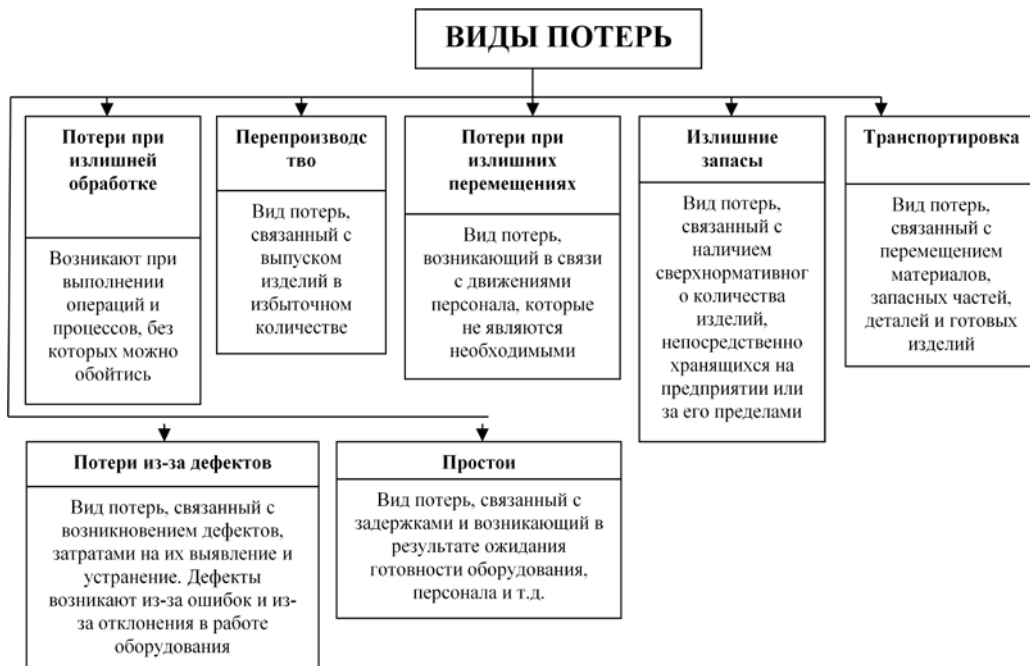 ВИДЫ ПОТЕРЬ
Потери при
излишней
обработке
Возникают при
выполнении
операций и
процессов, без
которых можно
обойтись
Перепроизводс
тво
Вид потерь,
связанный с
выпуском
изделий в
избыточном
количестве
Потери при
излишних
перемещениях
Вид потерь,
возникающий в связи
с движениями
персонала, которые
не являются
необходимыми
Излишние
запасы
Вид потерь,
связанный с
наличием
сверхнормативног
о количества
изделий,
непосредственно
хранящихся на
предприятии или
за его пределами
Транспортировка
Вид потерь,
связанный с
перемещением
материалов,
запасных частей,
деталей и готовых
изделий
Потери из-за дефектов
Вид потерь, связанный с
возникновением дефектов,
затратами на их выявление и
устранение. Дефекты
возникают из-за ошибок и из-
за отклонения в работе
оборудования
Простои
Вид потерь, связанный с
задержками и возникающий в
результате ожидания
готовности оборудования,
персонала и т.д.